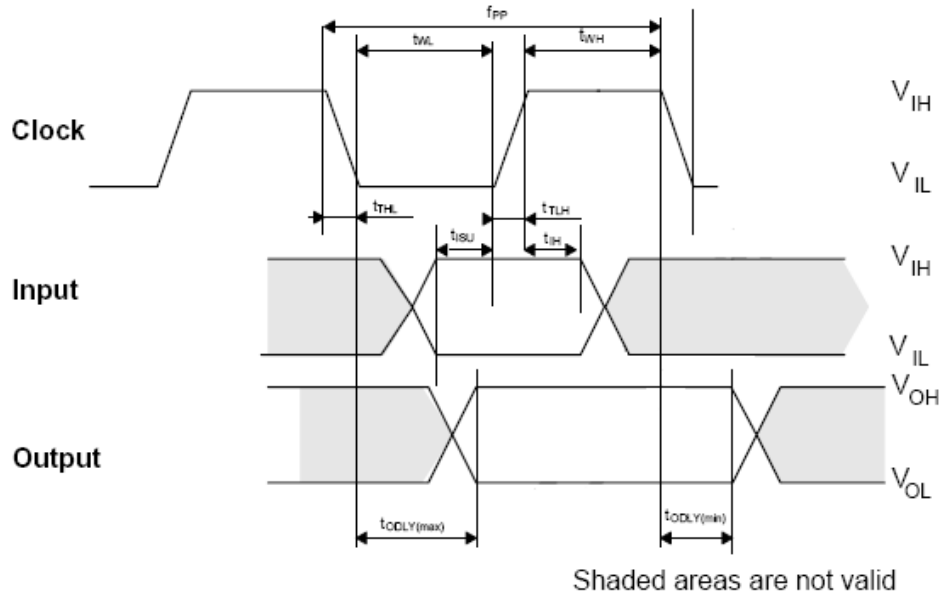 fPP
tWL
tWH
Clock
VIH
VIL
tTHL
tTLH
tISU
tIH
Input
VIH
VIL
VOH
Output
VOL
tODLY(max)
tODLY(min)
Shaded areas are not valid